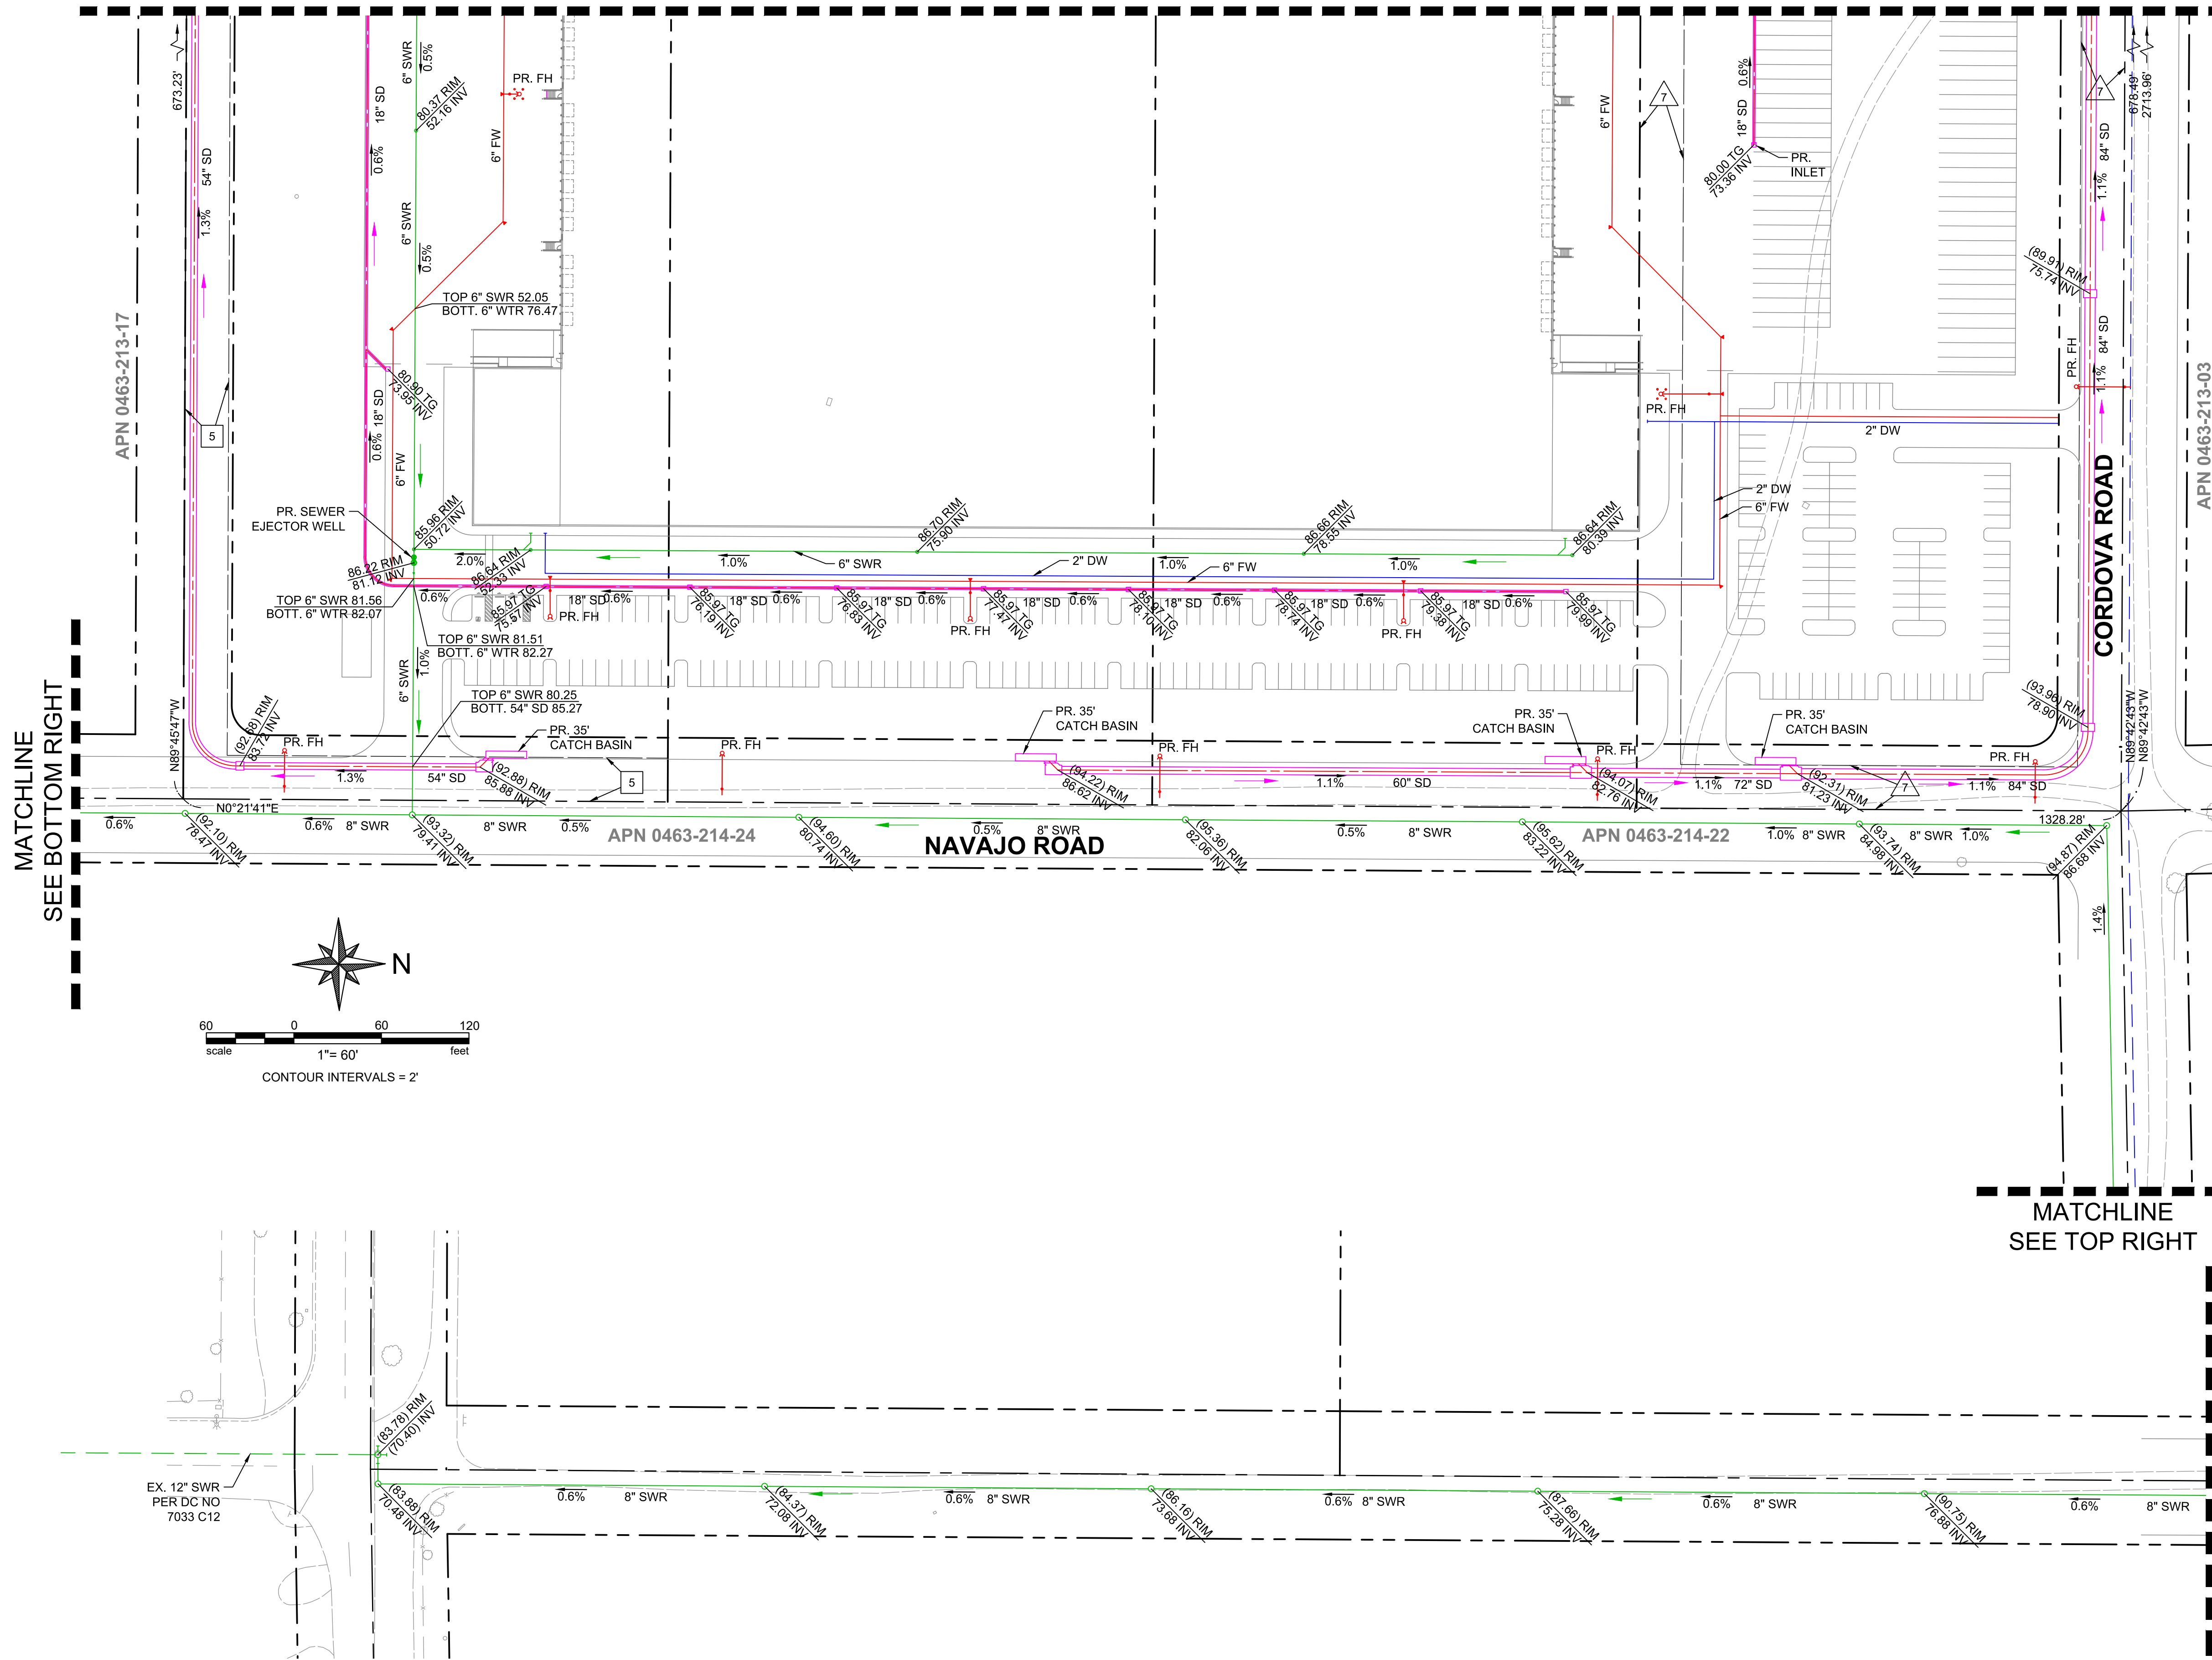 673.23'
54" SD
1.3%
18" SD
0.6%
6" SWR
0.5%
80.37 RIM
52.16 INV
PR. FH
6" FW
6" SWR
0.5%
TOP 6" SWR 52.05
BOTT. 6" WTR 76.47
APN 0463-213-17
5
80.90 TG
73.95 INV
18" SD
0.6%
6" FW
PR. SEWER
EJECTOR WELL
85.96 RIM
50.72 INV
86.22 RIM
81.12 INV
TOP 6" SWR 81.56
BOTT. 6" WTR 82.07
2.0%
86.64 RIM
52.33 INV
86.70 RIM
75.90 INV
86.66 RIM
78.55 INV
86.64 RIM
80.39 INV
1.0%
6" SWR
2" DW
1.0%
6" FW
1.0%
0.6%
85.97 TG
75.57 INV
18" SD
0.6%
PR. FH
85.97 TG
76.19 INV
18" SD
0.6%
85.97 TG
76.83 INV
18" SD
0.6%
PR. FH
85.97 TG
77.47 INV
18" SD
0.6%
85.97 TG
78.10 INV
18" SD
0.6%
85.97 TG
78.74 INV
18" SD
0.6%
PR. FH
85.97 TG
79.38 INV
18" SD
0.6%
85.97 TG
79.99 INV
TOP 6" SWR 81.51
BOTT. 6" WTR 82.27
6" SWR
1.0%
TOP 6" SWR 80.25
BOTT. 54" SD 85.27
6" FW
7
0.6%
18" SD
80.00 TG
73.36 INV
PR.
INLET
7
678.49'
2713.96'
84" SD
1.1%
(89.91) RIM
75.74 INV
84" SD
1.1%
PR. FH
PR. FH
2" DW
2" DW
6" FW
CORDOVA ROAD
APN 0463-213-03
(93.96) RIM
78.90 INV
N89°42'43"W
N89°42'43"W
MATCHLINE
SEE BOTTOM RIGHT
N89°45'47"W
(92.68) RIM
83.72 INV
PR. FH
1.3%
54" SD
PR. 35'
CATCH BASIN
(92.88) RIM
85.88 INV
5
PR. FH
PR. 35'
CATCH BASIN
(94.22) RIM
86.62 INV
PR. FH
1.1%
60" SD
PR. 35'
CATCH BASIN
PR. FH
(94.07) RIM
82.76 INV
PR. 35'
CATCH BASIN
1.1%
72" SD
(92.31) RIM
81.23 INV
7
PR. FH
1.1%
84" SD
N0°21'41"E
1328.28'
0.6%
(92.10) RIM
78.47 INV
0.6%
8" SWR
(93.32) RIM
79.41 INV
8" SWR
0.5%
APN 0463-214-24
(94.60) RIM
80.74 INV
NAVAJO ROAD
0.5%
8" SWR
(95.36) RIM
82.06 INV
0.5%
8" SWR
(95.62) RIM
83.22 INV
APN 0463-214-22
1.0%
8" SWR
(93.74) RIM
84.98 INV
8" SWR
1.0%
(94.87) RIM
86.68 INV
1.4%
N
60
0
60
120
scale
1"= 60'
feet
CONTOUR INTERVALS = 2'
MATCHLINE
SEE TOP RIGHT
(83.78) RIM
(70.40) INV
EX. 12" SWR
PER DC NO
7033 C12
(83.88) RIM
70.48 INV
0.6%
8" SWR
(84.37) RIM
72.08 INV
0.6%
8" SWR
(86.16) RIM
73.68 INV
0.6%
8" SWR
(87.66) RIM
75.28 INV
0.6%
8" SWR
(90.75) RIM
76.88 INV
0.6%
8" SWR